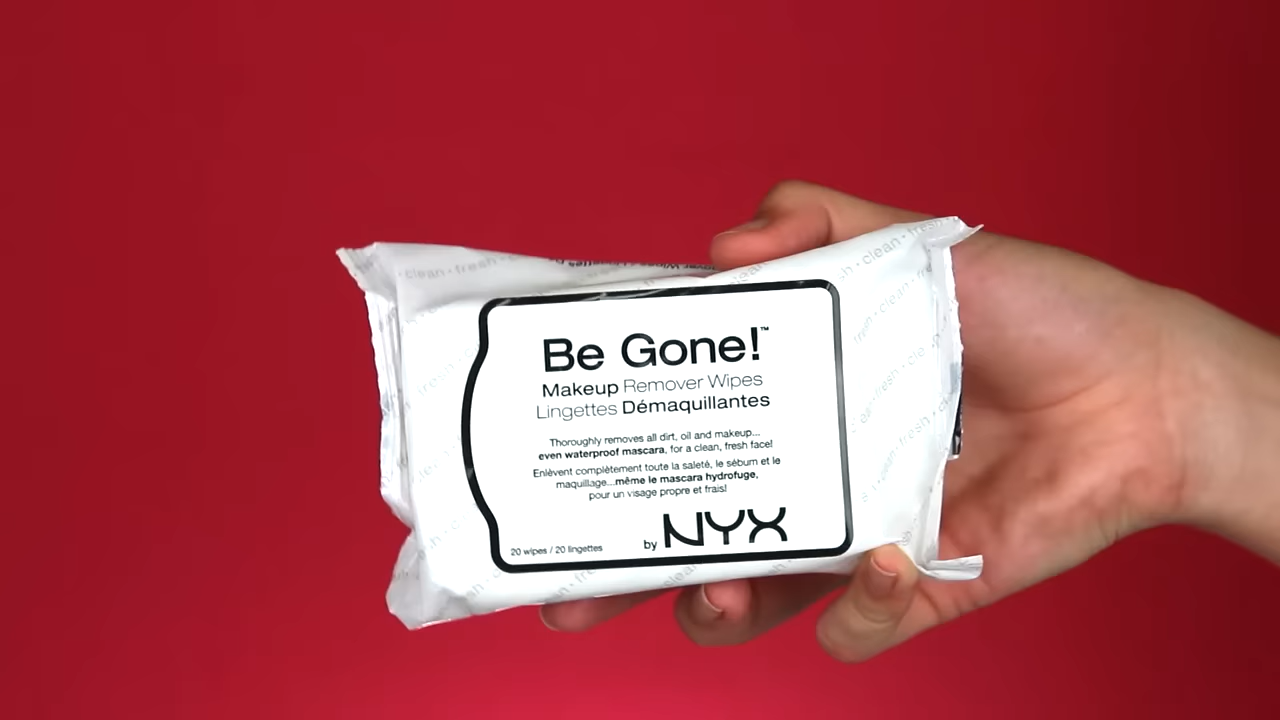 clean · fresh ·
Be Gone!™
Makeup Remover Wipes
Lingettes Démaquillantes
Thoroughly removes all dirt, oil and makeup...
even waterproof mascara, for a clean, fresh face!
Enlèvent complètement toute la saleté, le sébum et le
maquillage...même le mascara hydrofuge,
pour un visage propre et frais!
20 wipes / 20 lingettes
by NYX